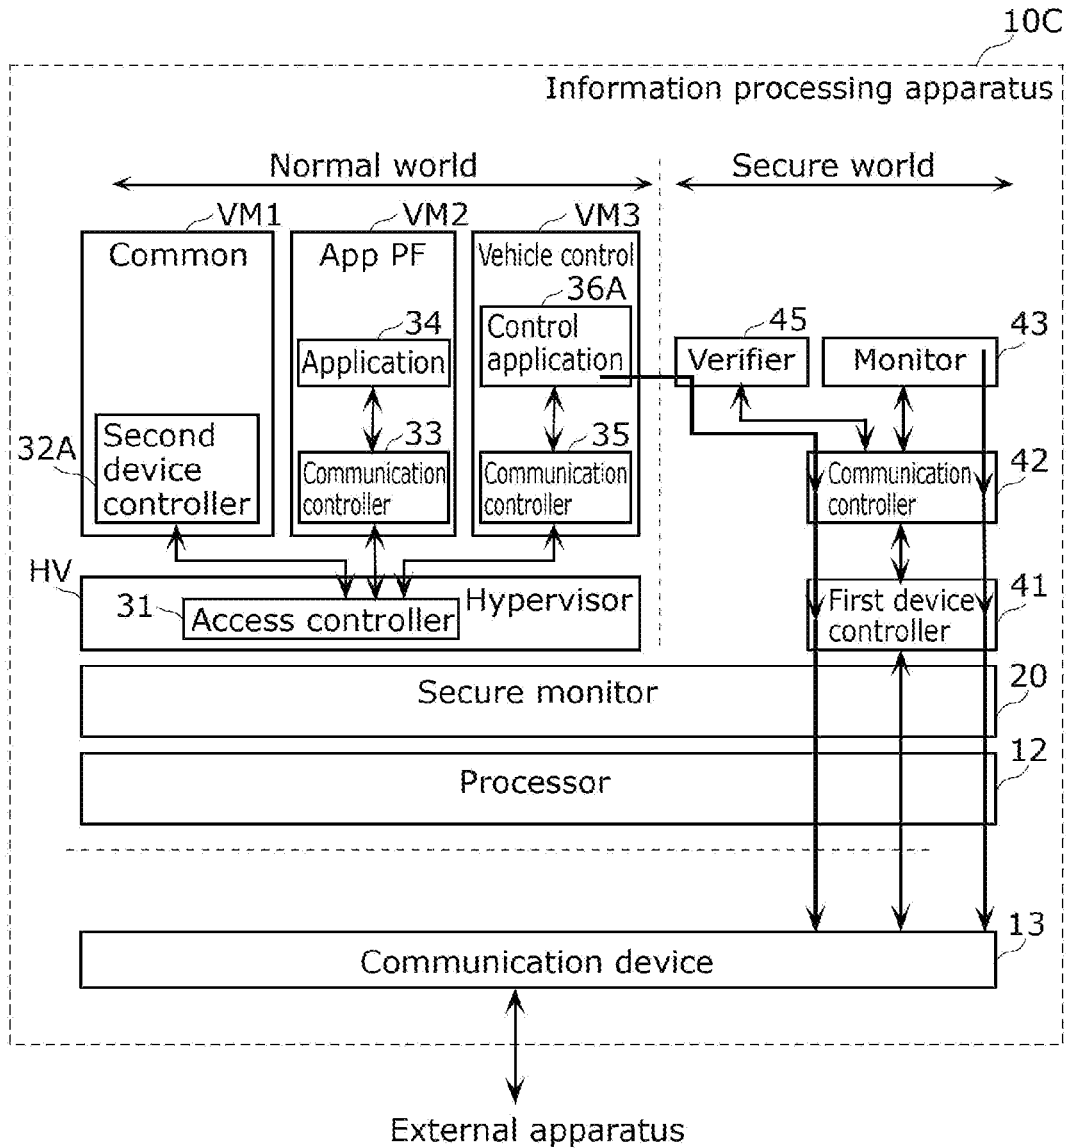 10C
Information processing apparatus
Normal world
Secure world
VM1
VM2
VM3
Common
App PF
Vehicle control
36A
34
Control
application
45
43
Application
Verifier
Monitor
32A
Second
device
controller
33
Communication
controller
35
Communication
controller
42
Communication
controller
HV
Hypervisor
31
Access controller
41
First device
controller
20
Secure monitor
12
Processor
13
Communication device
External apparatus